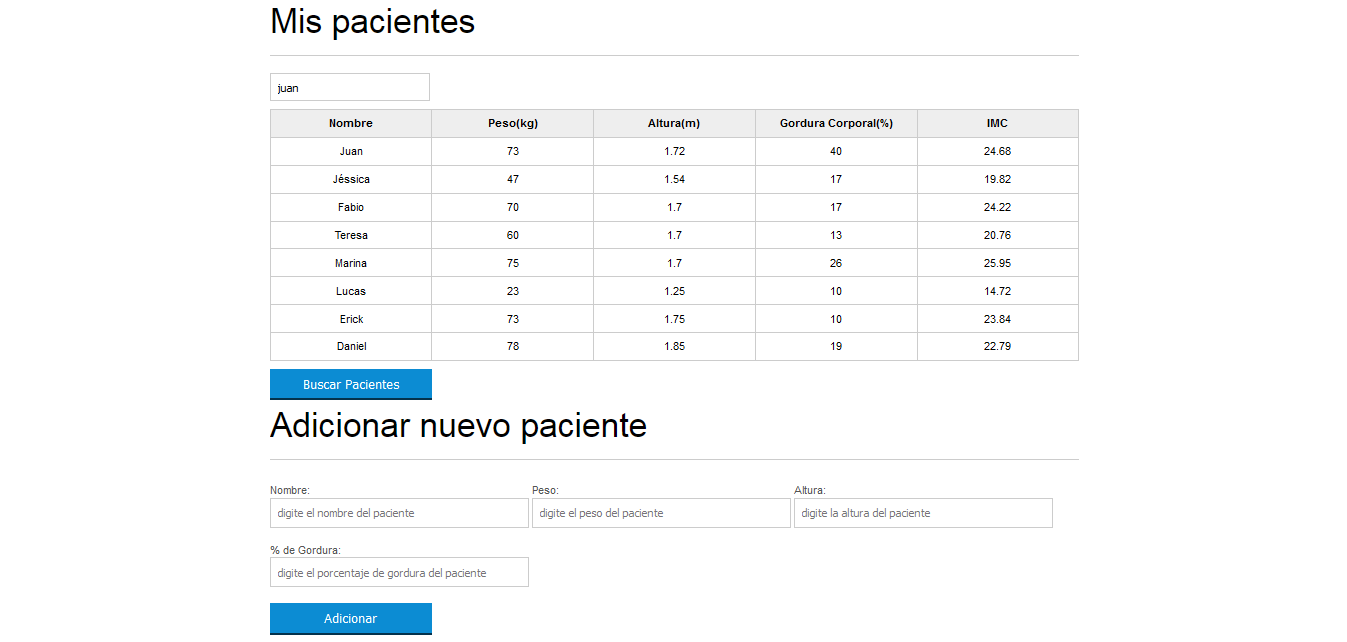 Mis pacientes
juan
Nombre Peso(kg) Altura(m) Gordura Corporal(%) IMC
Juan 73 1.72 40 24.68
Jéssica 47 1.54 17 19.82
Fabio 70 1.7 17 24.22
Teresa 60 1.7 13 20.76
Marina 75 1.7 26 25.95
Lucas 23 1.25 10 14.72
Erick 73 1.75 10 23.84
Daniel 78 1.85 19 22.79
Buscar Pacientes
Adicionar nuevo paciente
Nombre: Peso: Altura:
digite el nombre del paciente digite el peso del paciente digite la altura del paciente
% de Gordura:
digite el porcentaje de gordura del paciente
Adicionar